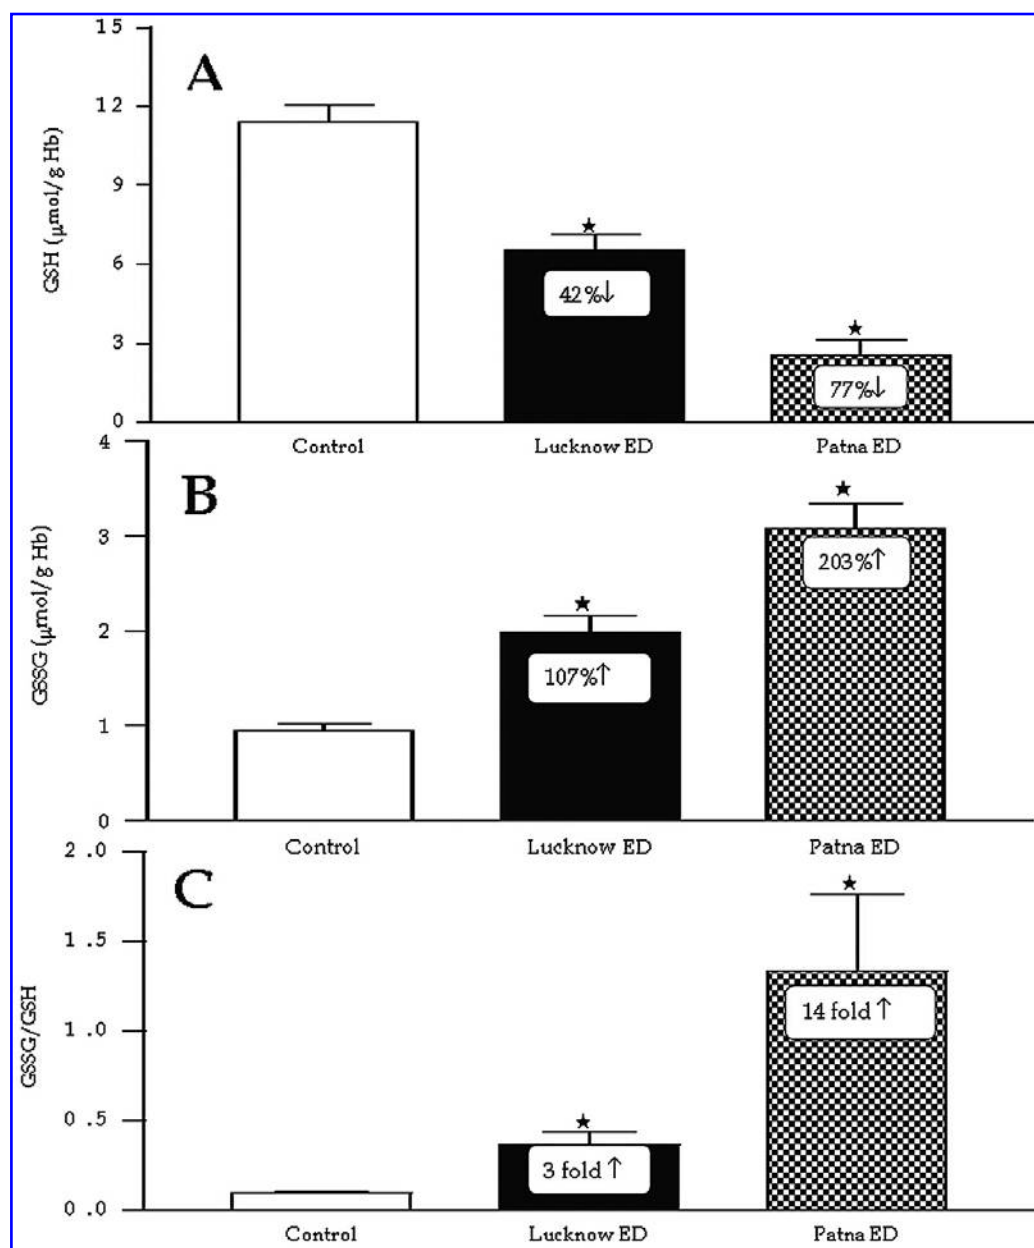 A
GSH (μmol/g Hb)
15
12
9
6
3
0
★
42%↓
★
77%↓
Control
Lucknow ED
Patna ED
B
GSSG (μmol/g Hb)
4
3
2
1
0
★
107%↑
★
203%↑
Control
Lucknow ED
Patna ED
C
GSSG/GSH
2.0
1.5
1.0
0.5
0.0
★
3 fold ↑
★
14 fold ↑
Control
Lucknow ED
Patna ED